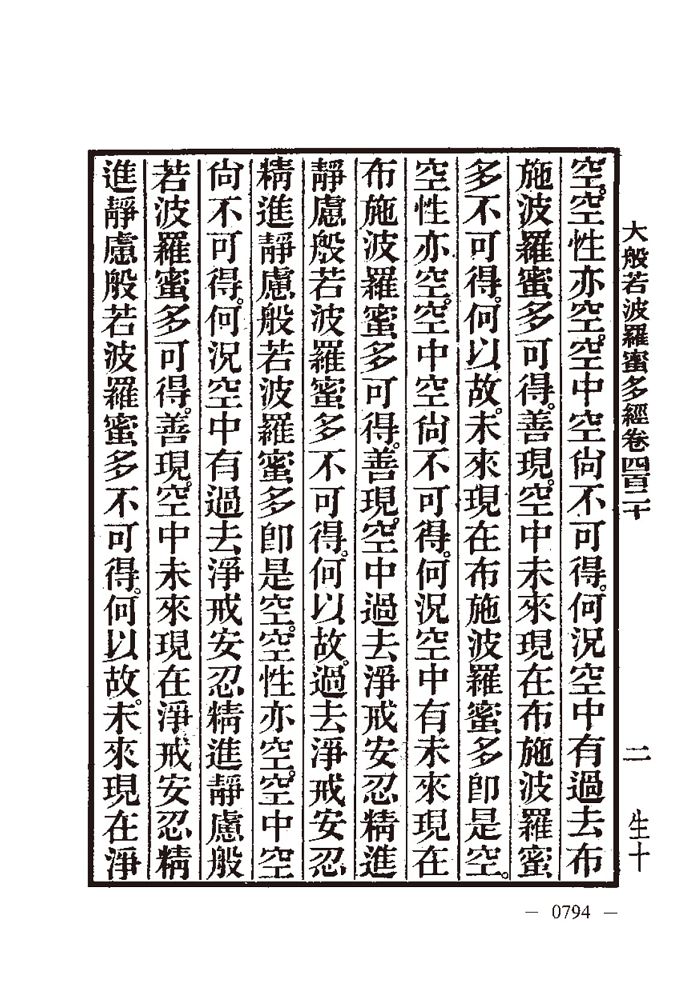 大般若波羅蜜多經卷四百二十　二　生十
空。空性亦空。空中空尙不可得。何況空中有過去布
施波羅蜜多可得。善現。空中未來現在布施波羅蜜
多不可得。何以故。未來現在布施波羅蜜多卽是空。
空性亦空。空中空尙不可得。何況空中有未來現在
布施波羅蜜多可得。善現。空中過去淨戒安忍精進
靜慮般若波羅蜜多不可得。何以故。過去淨戒安忍
精進靜慮般若波羅蜜多卽是空。空性亦空。空中空
尙不可得。何況空中有過去淨戒安忍精進靜慮般
若波羅蜜多可得。善現。空中未來現在淨戒安忍精
進靜慮般若波羅蜜多不可得。何以故。未來現在淨
— 0794 —